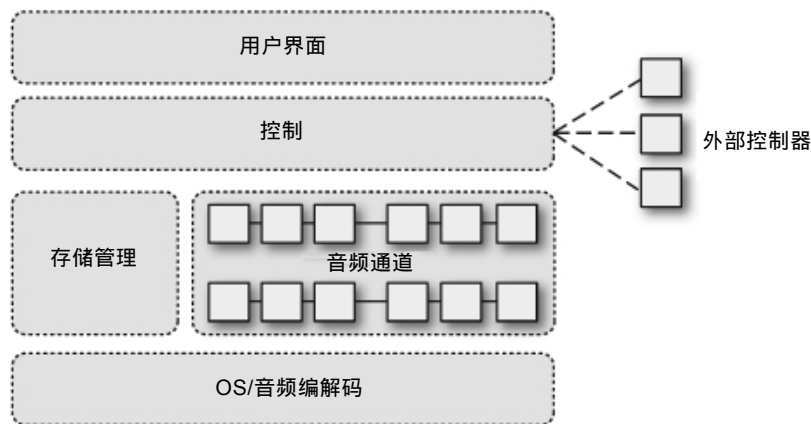 用户界面
控制
外部控制器
存储管理
音频通道
OS/音频编解码